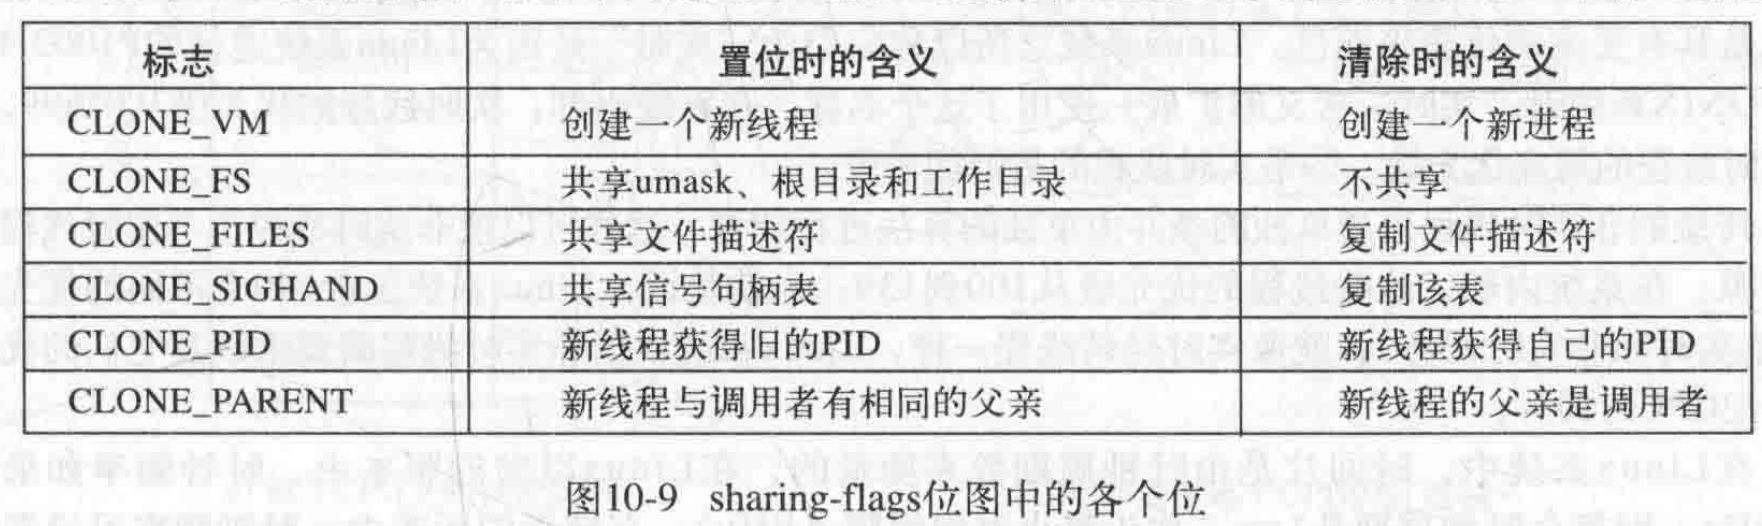 标志 置位时的含义 清除时的含义
CLONE_VM 创建一个新线程 创建一个新进程
CLONE_FS 共享umask、根目录和工作目录 不共享
CLONE_FILES 共享文件描述符 复制文件描述符
CLONE_SIGHAND 共享信号句柄表 复制该表
CLONE_PID 新线程获得旧的PID 新线程获得自己的PID
CLONE_PARENT 新线程与调用者有相同的父亲 新线程的父亲是调用者
图10-9 sharing-flags位图中的各个位